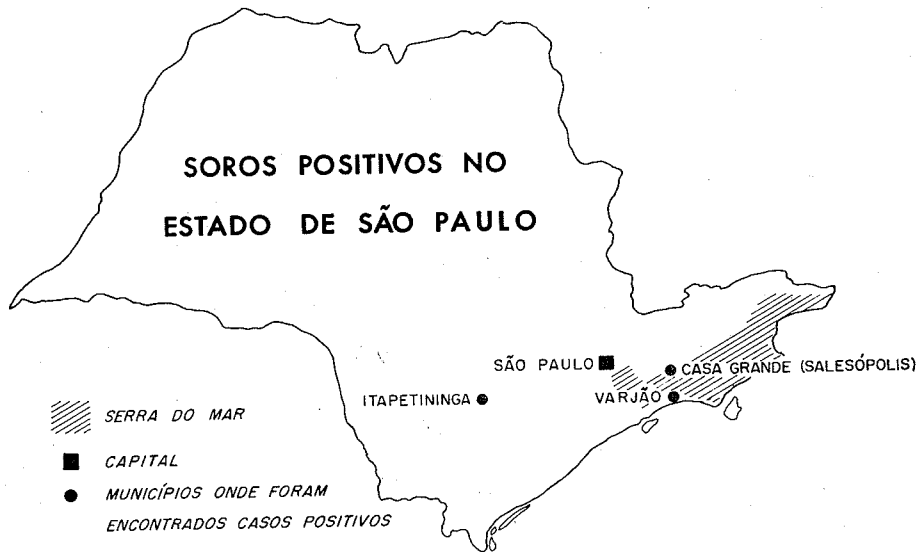 SOROS POSITIVOS NO
ESTADO DE SÃO PAULO
SÃO PAULO
CASA GRANDE (SALESÓPOLIS)
VARJÃO
ITAPETININGA
SERRA DO MAR
CAPITAL
MUNICÍPIOS ONDE FORAM
ENCONTRADOS CASOS POSITIVOS